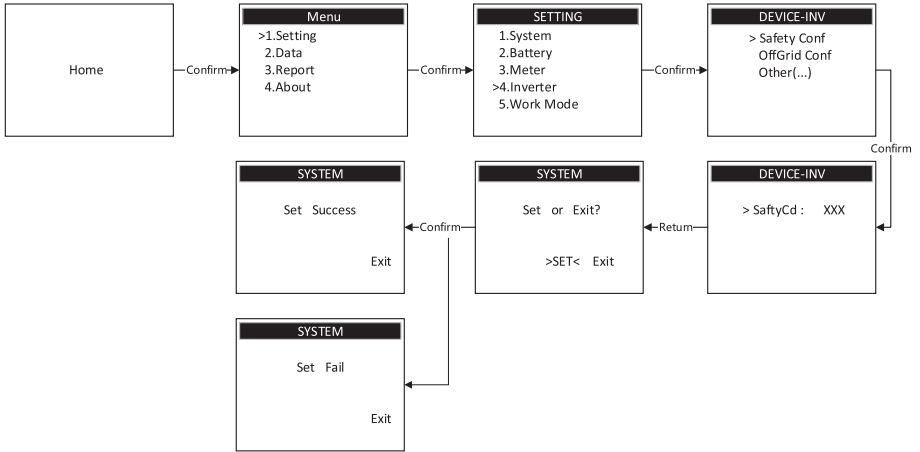 Home
Confirm
Menu
>1.Setting
2.Data
3.Report
4.About
Confirm
SETTING
1.System
2.Battery
3.Meter
>4.Inverter
5.Work Mode
Confirm
DEVICE-INV
> Safety Conf
OffGrid Conf
Other(...)
Confirm
DEVICE-INV
> SaftyCd : XXX
Return
SYSTEM
Set or Exit?
>SET< Exit
Confirm
SYSTEM
Set Success
Exit
SYSTEM
Set Fail
Exit